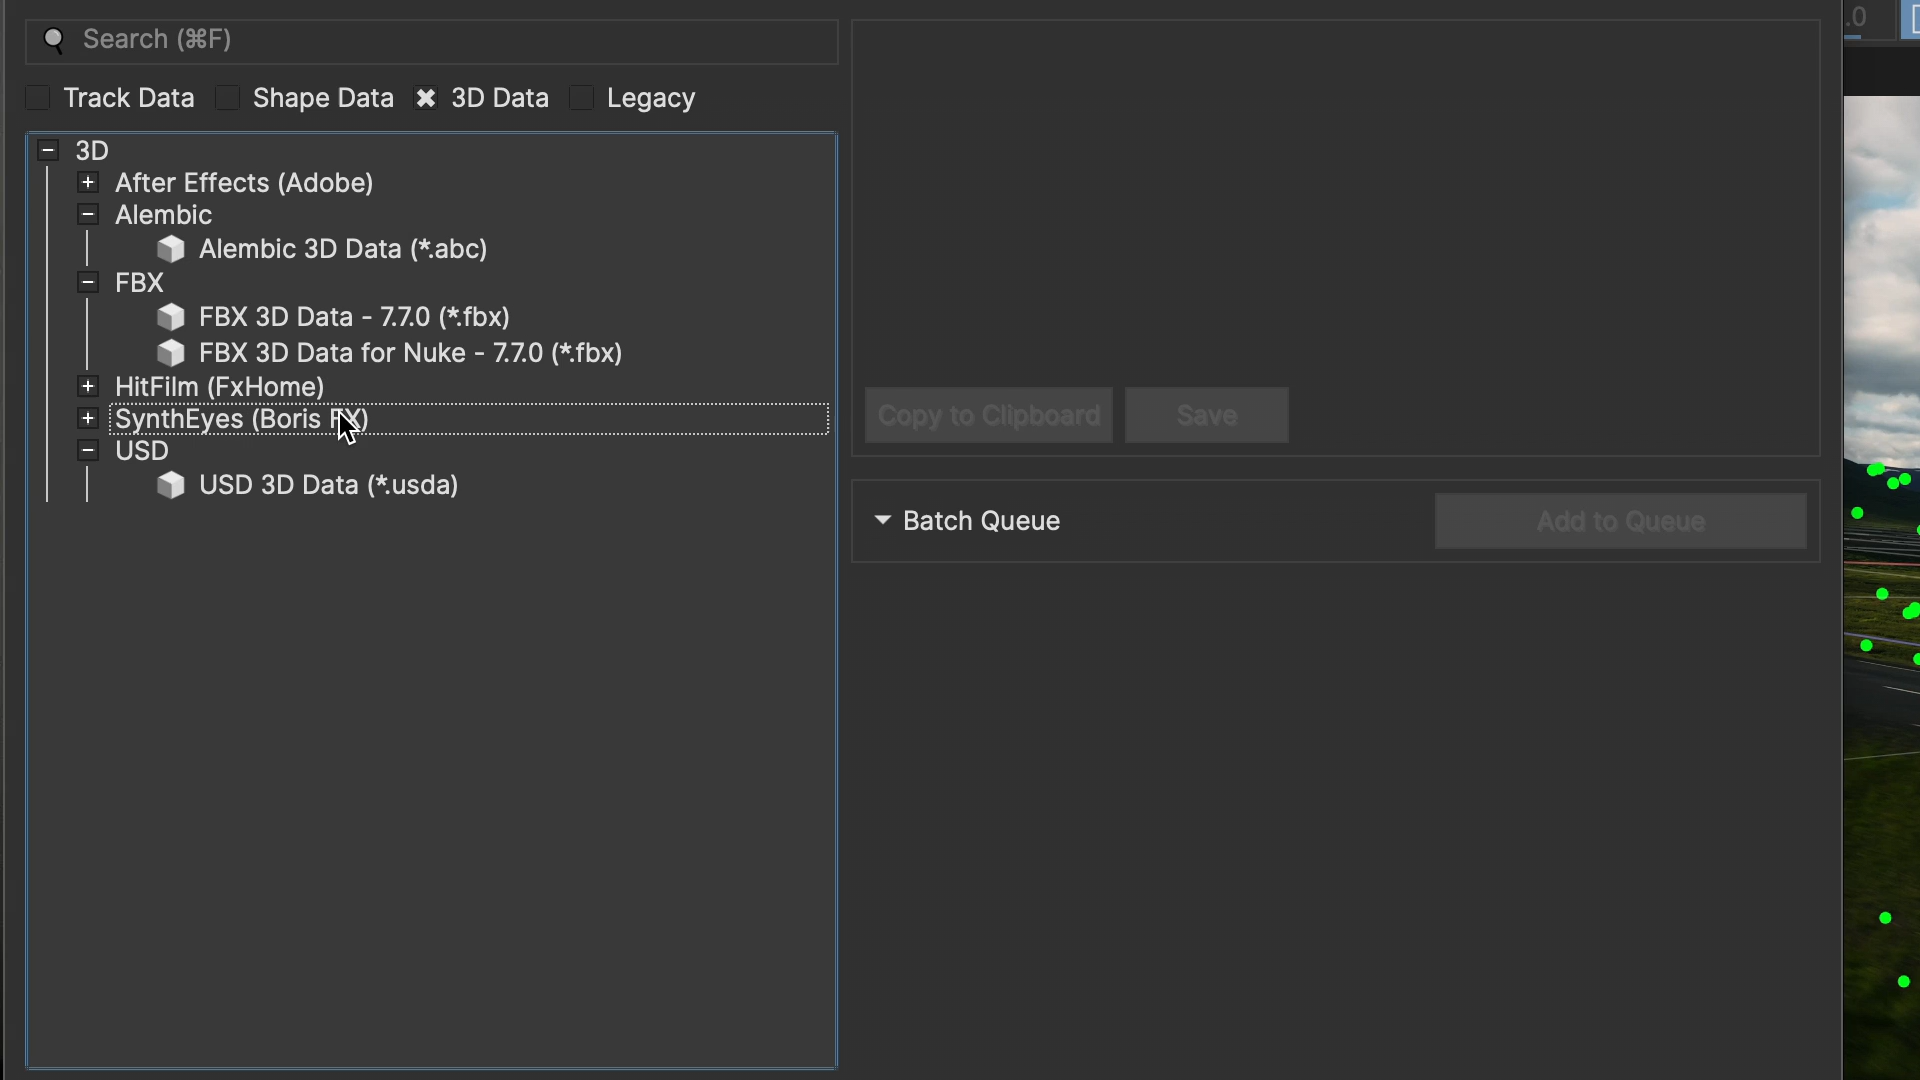 Search (⌘F)
Track Data
Shape Data
3D Data
Legacy
3D
After Effects (Adobe)
Alembic
Alembic 3D Data (*.abc)
FBX
FBX 3D Data - 7.7.0 (*.fbx)
FBX 3D Data for Nuke - 7.7.0 (*.fbx)
HitFilm (FxHome)
SynthEyes (Boris FX)
USD
USD 3D Data (*.usda)
Copy to Clipboard
Save
Batch Queue
Add to Queue
.0